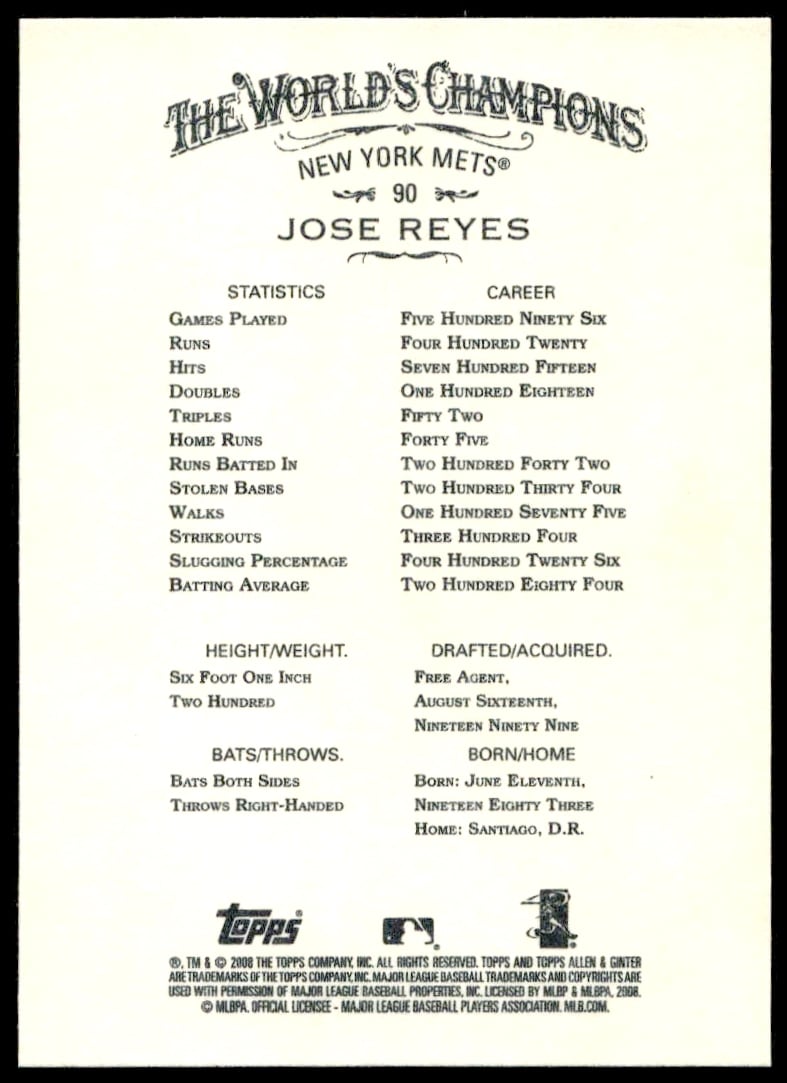 THE WORLD'S CHAMPIONS
NEW YORK METS®
90
JOSE REYES
STATISTICS CAREER
GAMES PLAYED FIVE HUNDRED NINETY SIX
RUNS FOUR HUNDRED TWENTY
HITS SEVEN HUNDRED FIFTEEN
DOUBLES ONE HUNDRED EIGHTEEN
TRIPLES FIFTY TWO
HOME RUNS FORTY FIVE
RUNS BATTED IN TWO HUNDRED FORTY TWO
STOLEN BASES TWO HUNDRED THIRTY FOUR
WALKS ONE HUNDRED SEVENTY FIVE
STRIKEOUTS THREE HUNDRED FOUR
SLUGGING PERCENTAGE FOUR HUNDRED TWENTY SIX
BATTING AVERAGE TWO HUNDRED EIGHTY FOUR
HEIGHT/WEIGHT.
SIX FOOT ONE INCH
TWO HUNDRED
DRAFTED/ACQUIRED.
FREE AGENT,
AUGUST SIXTEENTH,
NINETEEN NINETY NINE
BATS/THROWS.
BATS BOTH SIDES
THROWS RIGHT-HANDED
BORN/HOME
BORN: JUNE ELEVENTH,
NINETEEN EIGHTY THREE
HOME: SANTIAGO, D.R.
Topps®
®, TM & © 2008 THE TOPPS COMPANY, INC. ALL RIGHTS RESERVED. TOPPS AND TOPPS ALLEN & GINTER
ARE TRADEMARKS OF THE TOPPS COMPANY, INC. MAJOR LEAGUE BASEBALL TRADEMARKS AND COPYRIGHTS ARE
USED WITH PERMISSION OF MAJOR LEAGUE BASEBALL PROPERTIES, INC. LICENSED BY MLBP & MLBPA, 2008.
© MLBPA. OFFICIAL LICENSEE - MAJOR LEAGUE BASEBALL PLAYERS ASSOCIATION. MLB.COM.